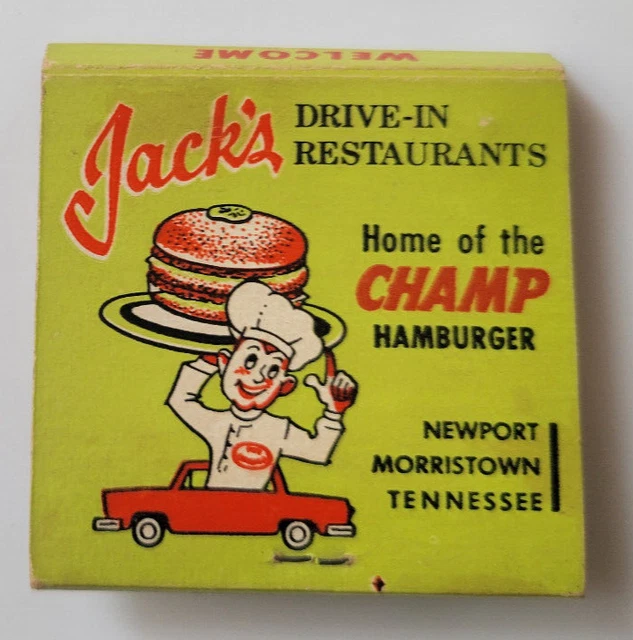 WELCOME
Jack's DRIVE-IN
RESTAURANTS
Home of the
CHAMP
HAMBURGER
NEWPORT
MORRISTOWN
TENNESSEE